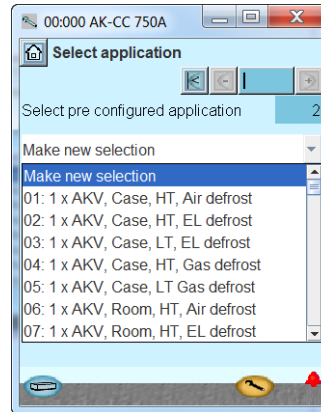 00:000 AK-CC 750A
Select application
Select pre configured application 2
Make new selection
Make new selection
01: 1 x AKV, Case, HT, Air defrost
02: 1 x AKV, Case, HT, EL defrost
03: 1 x AKV, Case, LT, EL defrost
04: 1 x AKV, Case, HT, Gas defrost
05: 1 x AKV, Case, LT Gas defrost
06: 1 x AKV, Room, HT, Air defrost
07: 1 x AKV, Room, HT, EL defrost